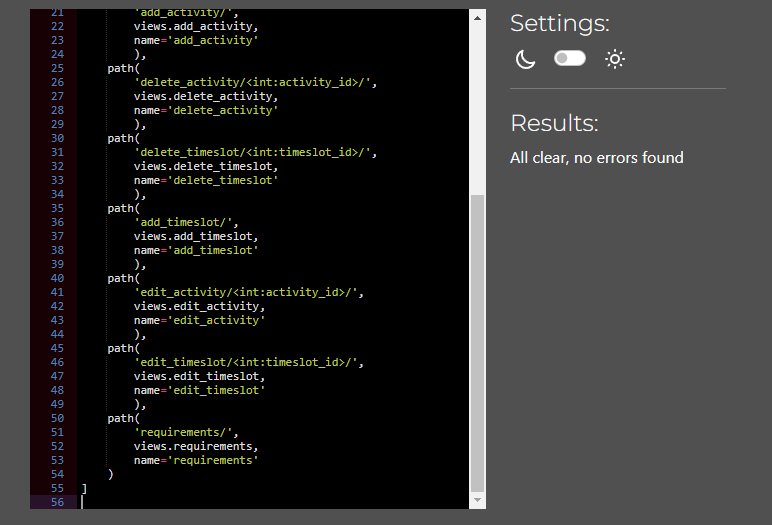 21 'add_activity/',
22 views.add_activity,
23 name='add_activity'
24 ),
25 path(
26 'delete_activity/<int:activity_id>/',
27 views.delete_activity,
28 name='delete_activity'
29 ),
30 path(
31 'delete_timeslot/<int:timeslot_id>/',
32 views.delete_timeslot,
33 name='delete_timeslot'
34 ),
35 path(
36 'add_timeslot/',
37 views.add_timeslot,
38 name='add_timeslot'
39 ),
40 path(
41 'edit_activity/<int:activity_id>/',
42 views.edit_activity,
43 name='edit_activity'
44 ),
45 path(
46 'edit_timeslot/<int:timeslot_id>/',
47 views.edit_timeslot,
48 name='edit_timeslot'
49 ),
50 path(
51 'requirements/',
52 views.requirements,
53 name='requirements'
54 )
55 ]
56
Settings:
Results:
All clear, no errors found